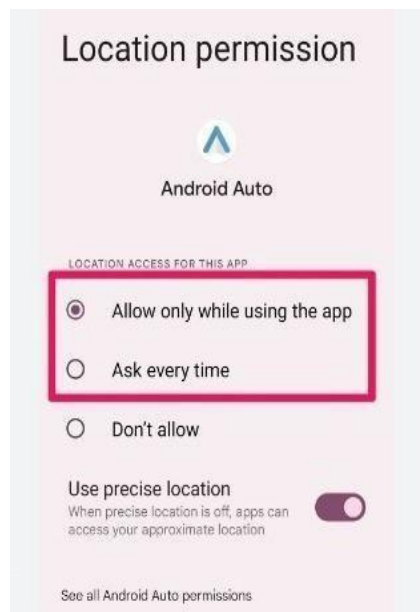 Location permission
Android Auto
LOCATION ACCESS FOR THIS APP
Allow only while using the app
Ask every time
Don't allow
Use precise location
When precise location is off, apps can
access your approximate location
See all Android Auto permissions